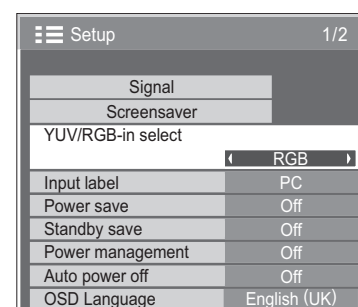 Setup 1/2
Signal
Screensaver
YUV/RGB-in select
RGB
Input label PC
Power save Off
Standby save Off
Power management Off
Auto power off Off
OSD Language English (UK)